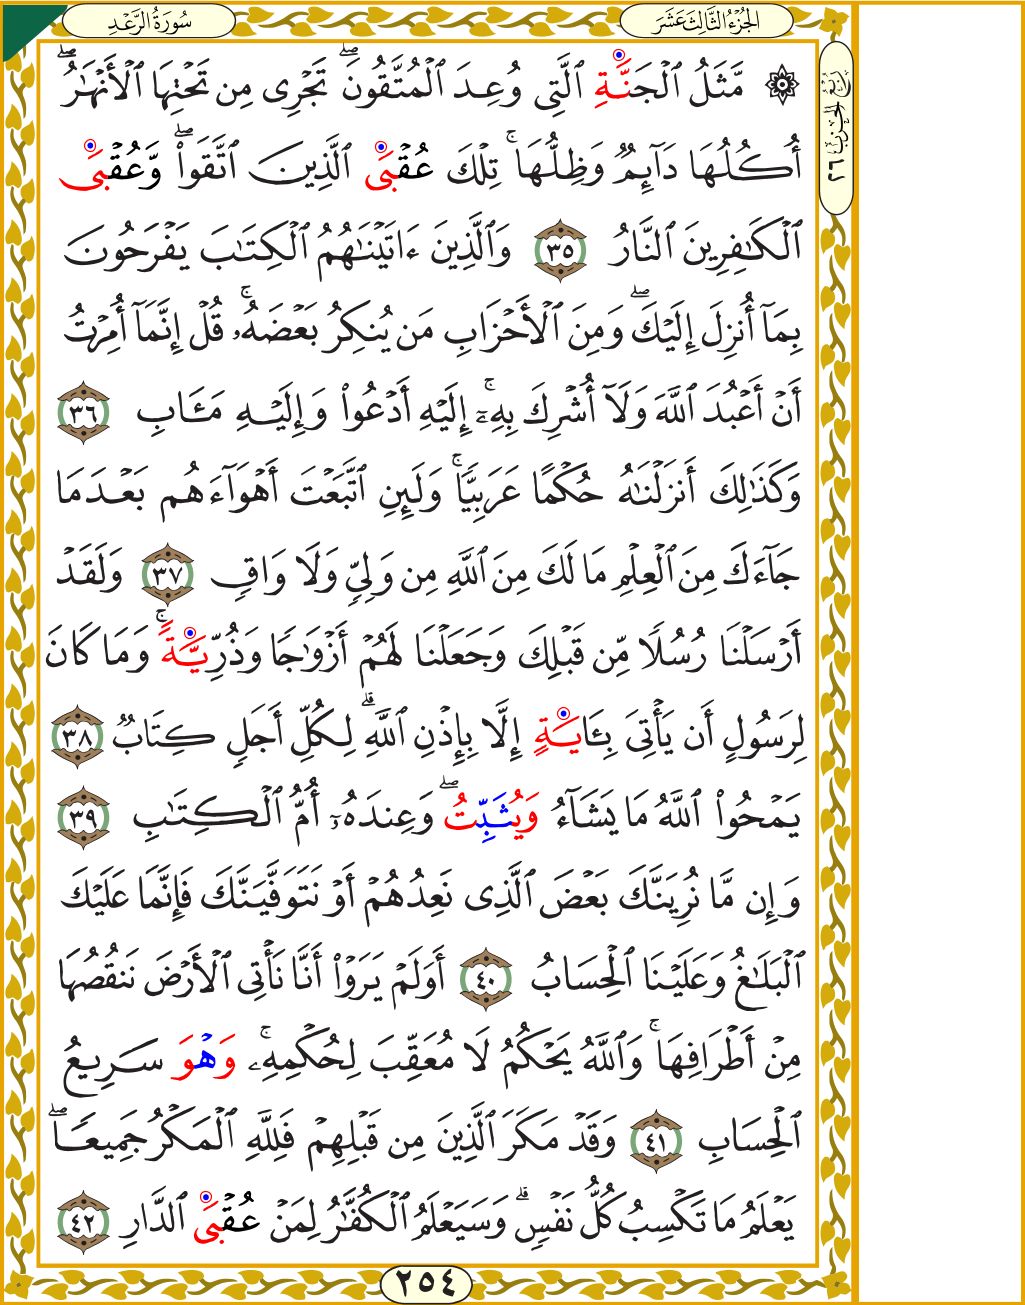 الجُزْءُ الثَّالِثَ عَشَرَ
سُورَةُ الرَّعْدِ
۞ مَّثَلُ ٱلْجَنَّةِ ٱلَّتِى وُعِدَ ٱلْمُتَّقُونَۖ تَجْرِى مِن تَحْتِهَا ٱلْأَنْهَٰرُۖ
أُكُلُهَا دَآئِمٌ وَظِلُّهَاۚ تِلْكَ عُقْبَى ٱلَّذِينَ ٱتَّقَوا۟ۖ وَّعُقْبَى
ٱلْكَٰفِرِينَ ٱلنَّارُ ٣٥ وَٱلَّذِينَ ءَاتَيْنَٰهُمُ ٱلْكِتَٰبَ يَفْرَحُونَ
بِمَآ أُنزِلَ إِلَيْكَۖ وَمِنَ ٱلْأَحْزَابِ مَن يُنكِرُ بَعْضَهُۥۚ قُلْ إِنَّمَآ أُمِرْتُ
أَنْ أَعْبُدَ ٱللَّهَ وَلَآ أُشْرِكَ بِهِۦٓۚ إِلَيْهِ أَدْعُوا۟ وَإِلَيْهِ مَـَٔابِ ٣٦
وَكَذَٰلِكَ أَنزَلْنَٰهُ حُكْمًا عَرَبِيًّاۚ وَلَئِنِ ٱتَّبَعْتَ أَهْوَآءَهُم بَعْدَمَا
جَآءَكَ مِنَ ٱلْعِلْمِ مَا لَكَ مِنَ ٱللَّهِ مِن وَلِىٍّ وَلَا وَاقٍ ٣٧ وَلَقَدْ
أَرْسَلْنَا رُسُلًا مِّن قَبْلِكَ وَجَعَلْنَا لَهُمْ أَزْوَٰجًا وَذُرِّيَّةًۚ وَمَا كَانَ
لِرَسُولٍ أَن يَأْتِىَ بِـَٔايَةٍ إِلَّا بِإِذْنِ ٱللَّهِۗ لِكُلِّ أَجَلٍ كِتَابٌ ٣٨
يَمْحُوا۟ ٱللَّهُ مَا يَشَآءُ وَيُثَبِّتُۖ وَعِندَهُۥٓ أُمُّ ٱلْكِتَٰبِ ٣٩
وَإِن مَّا نُرِيَنَّكَ بَعْضَ ٱلَّذِى نَعِدُهُمْ أَوْ نَتَوَفَّيَنَّكَ فَإِنَّمَا عَلَيْكَ
ٱلْبَلَٰغُ وَعَلَيْنَا ٱلْحِسَابُ ٤٠ أَوَلَمْ يَرَوْا۟ أَنَّا نَأْتِى ٱلْأَرْضَ نَنقُصُهَا
مِنْ أَطْرَافِهَاۚ وَٱللَّهُ يَحْكُمُ لَا مُعَقِّبَ لِحُكْمِهِۦۚ وَهْوَ سَرِيعُ
ٱلْحِسَابِ ٤١ وَقَدْ مَكَرَ ٱلَّذِينَ مِن قَبْلِهِمْ فَلِلَّهِ ٱلْمَكْرُ جَمِيعًاۖ
يَعْلَمُ مَا تَكْسِبُ كُلُّ نَفْسٍۗ وَسَيَعْلَمُ ٱلْكُفَّٰرُ لِمَنْ عُقْبَى ٱلدَّارِ ٤٢
رُبع الحِزب ٢٦
٢٥٤